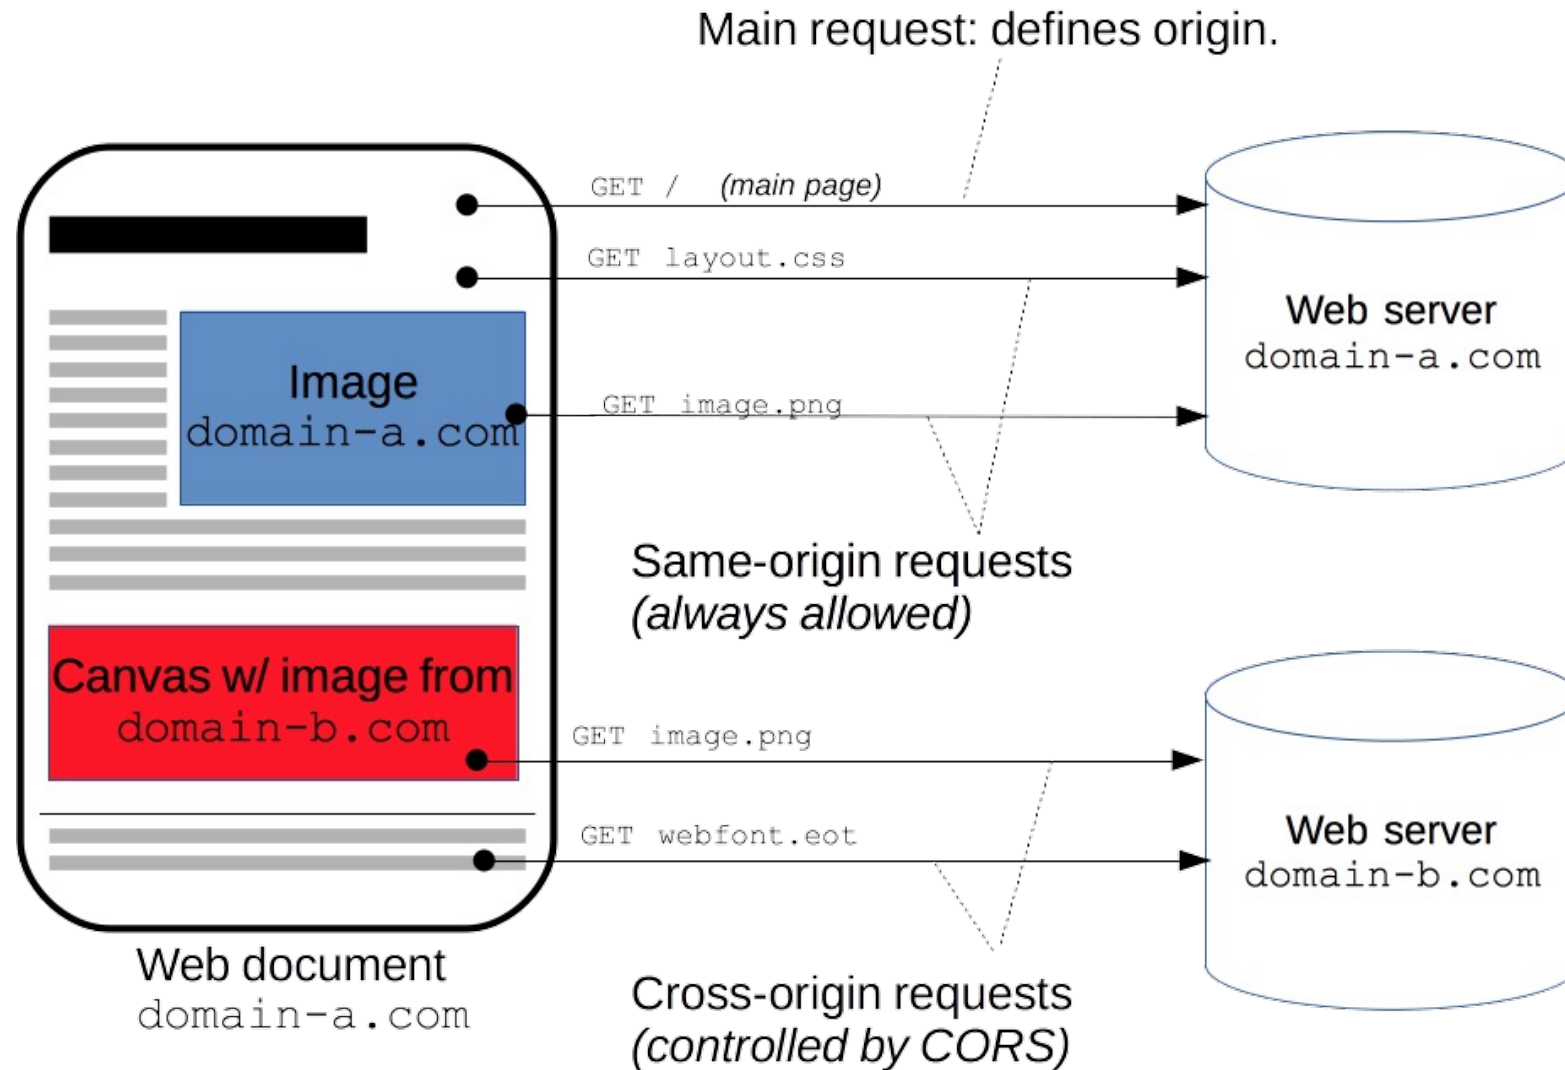 Main request: defines origin.
GET / (main page)
GET layout.css
Web server
domain-a.com
Image
domain-a.com
GET image.png
Same-origin requests
(always allowed)
Canvas w/ image from
domain-b.com
GET image.png
GET webfont.eot
Web server
domain-b.com
Web document
domain-a.com
Cross-origin requests
(controlled by CORS)